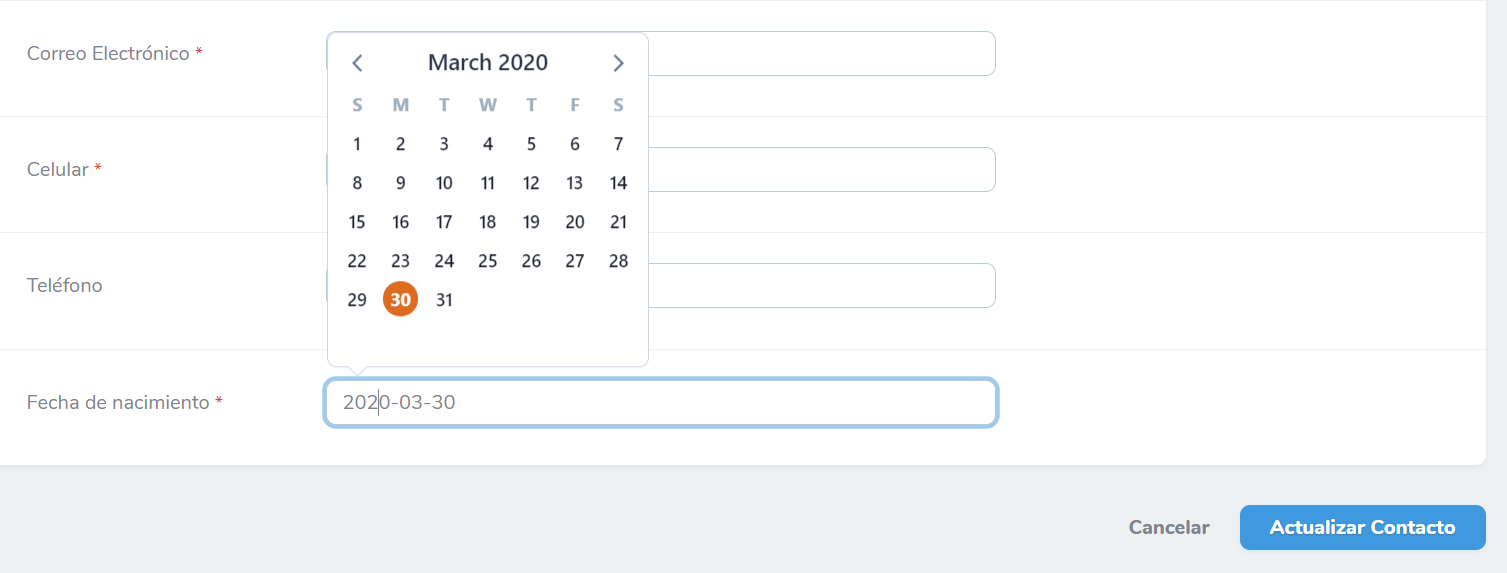 Correo Electrónico *
March 2020
S M T W T F S
1 2 3 4 5 6 7
8 9 10 11 12 13 14
15 16 17 18 19 20 21
22 23 24 25 26 27 28
29 30 31
Celular *
Teléfono
Fecha de nacimiento *
2020-03-30
Cancelar
Actualizar Contacto